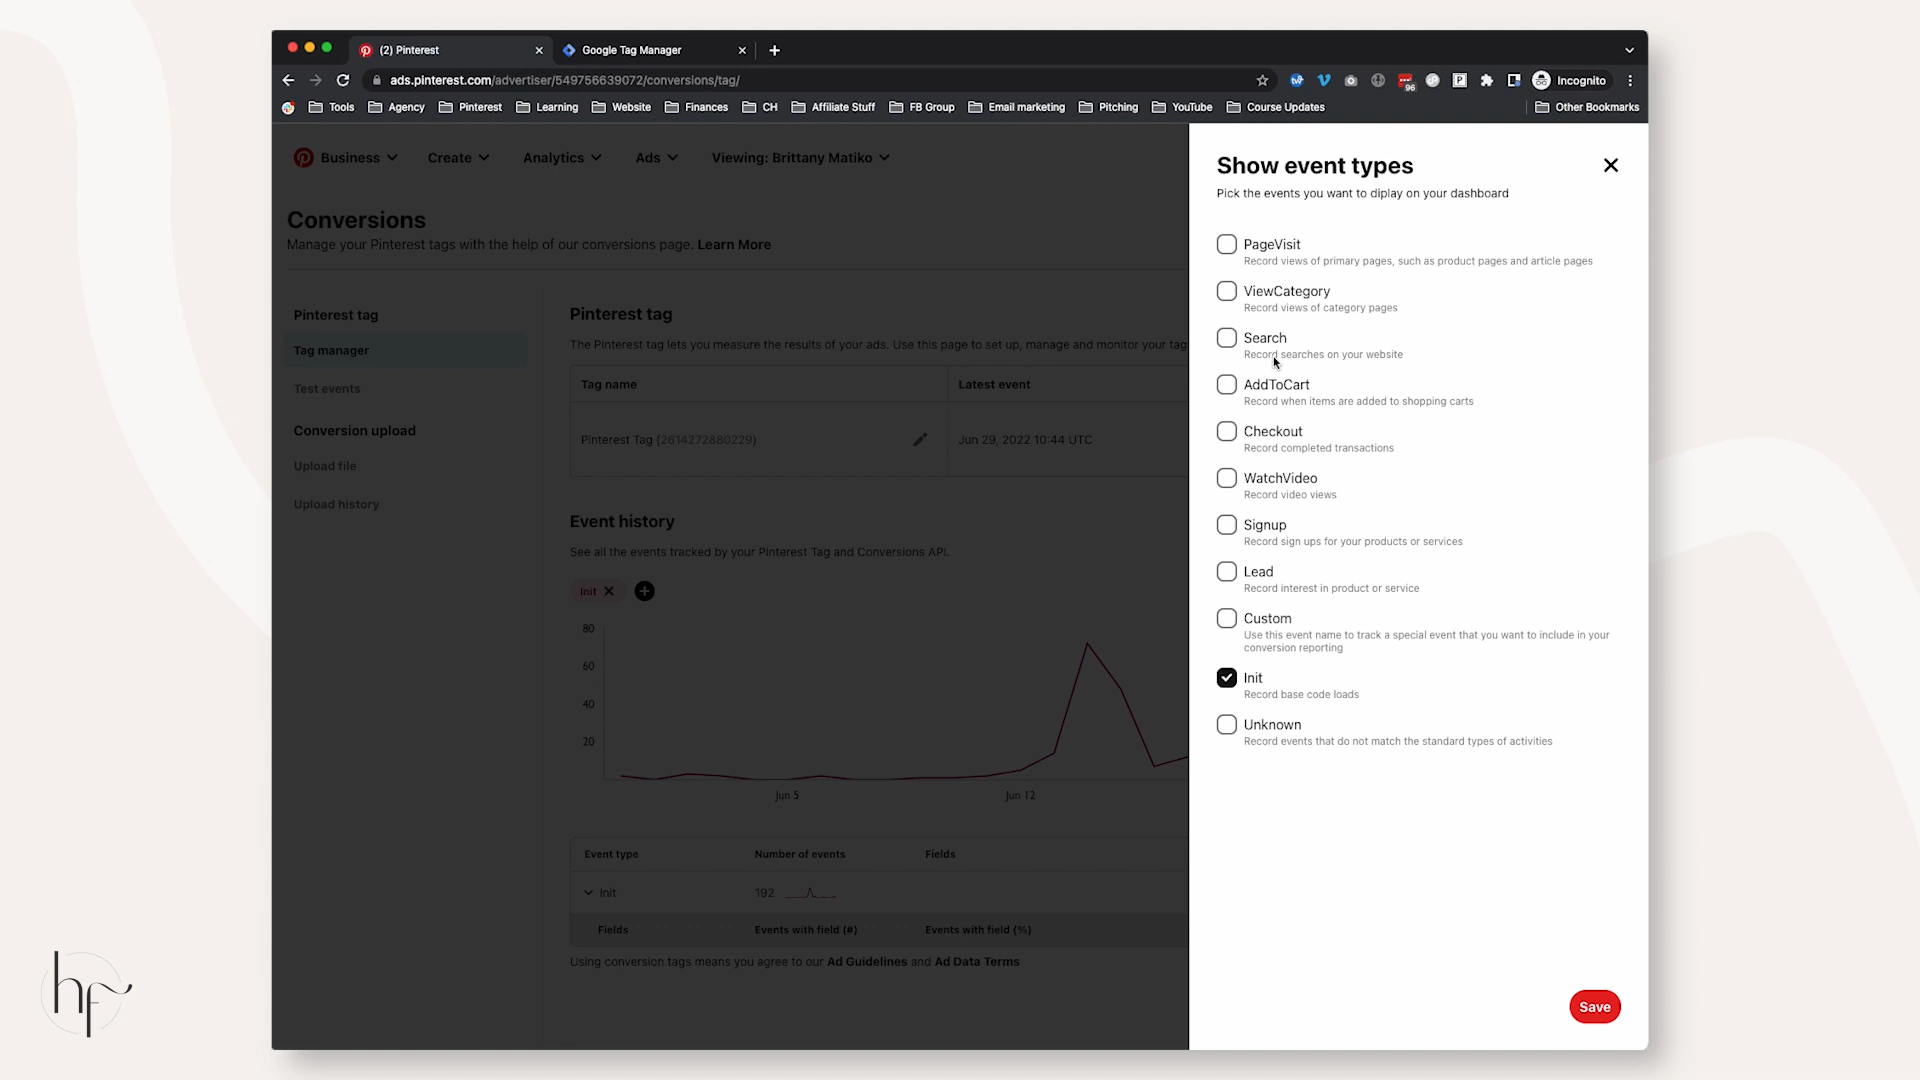 (2) Pinterest
Google Tag Manager
ads.pinterest.com/advertiser/549756639072/conversions/tag/
96
Incognito
Tools
Agency
Pinterest
Learning
Website
Finances
CH
Affiliate Stuff
FB Group
Email marketing
Pitching
YouTube
Course Updates
Other Bookmarks
Business
Create
Analytics
Ads
Viewing: Brittany Matiko
Conversions
Manage your Pinterest tags with the help of our conversions page. Learn More
Pinterest tag
Tag manager
Test events
Conversion upload
Upload file
Upload history
Pinterest tag
The Pinterest tag lets you measure the results of your ads. Use this page to set up, manage and monitor your tag
Tag name
Latest event
Pinterest Tag (2614272880229)
Jun 29, 2022 10:44 UTC
Event history
See all the events tracked by your Pinterest Tag and Conversions API.
Init
80
60
40
20
Jun 5
Jun 12
Event type
Number of events
Fields
Init
192
Fields
Events with field (#)
Events with field (%)
Using conversion tags means you agree to our Ad Guidelines and Ad Data Terms
Show event types
Pick the events you want to diplay on your dashboard
PageVisit
Record views of primary pages, such as product pages and article pages
ViewCategory
Record views of category pages
Search
Record searches on your website
AddToCart
Record when items are added to shopping carts
Checkout
Record completed transactions
WatchVideo
Record video views
Signup
Record sign ups for your products or services
Lead
Record interest in product or service
Custom
Use this event name to track a special event that you want to include in your
conversion reporting
Init
Record base code loads
Unknown
Record events that do not match the standard types of activities
Save
hf